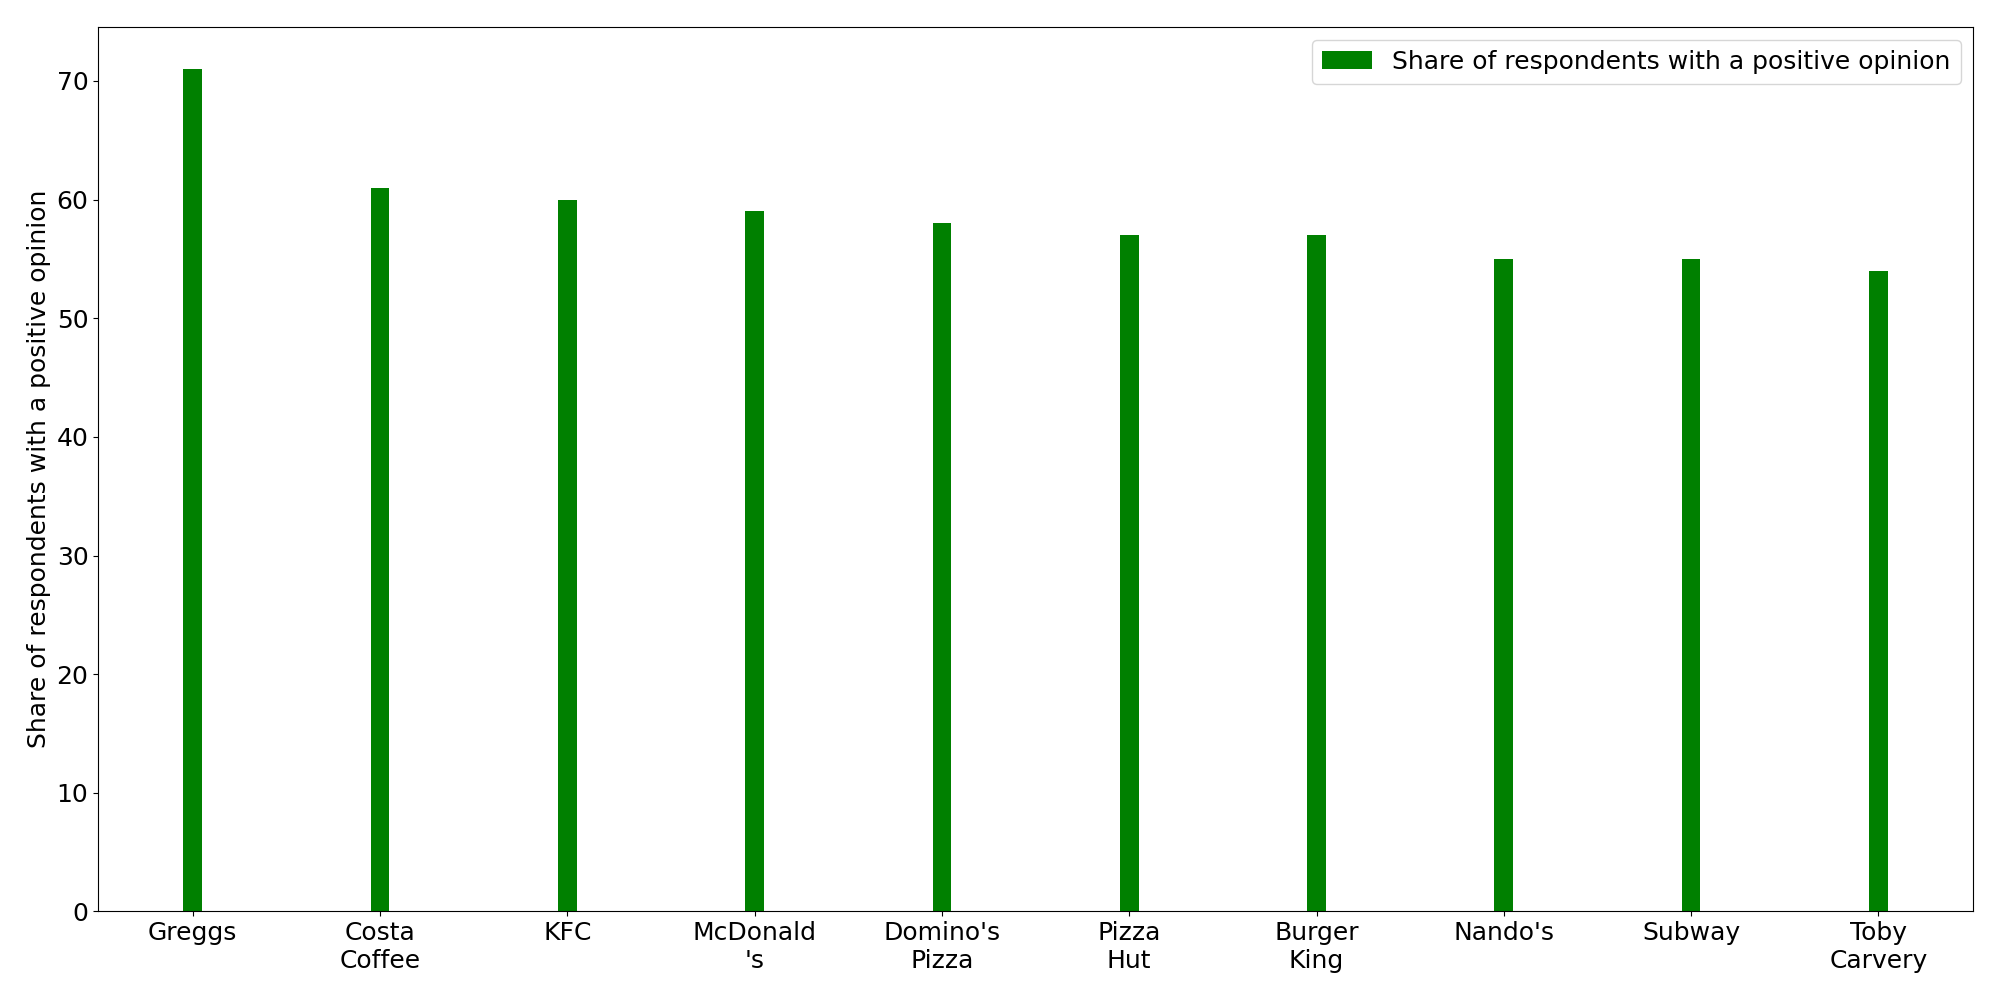 Share of respondents with a positive opinion
Share of respondents with a positive opinion
70
60
50
40
30
20
10
0
Greggs
Costa
Coffee
KFC
McDonald
's
Domino's
Pizza
Pizza
Hut
Burger
King
Nando's
Subway
Toby
Carvery